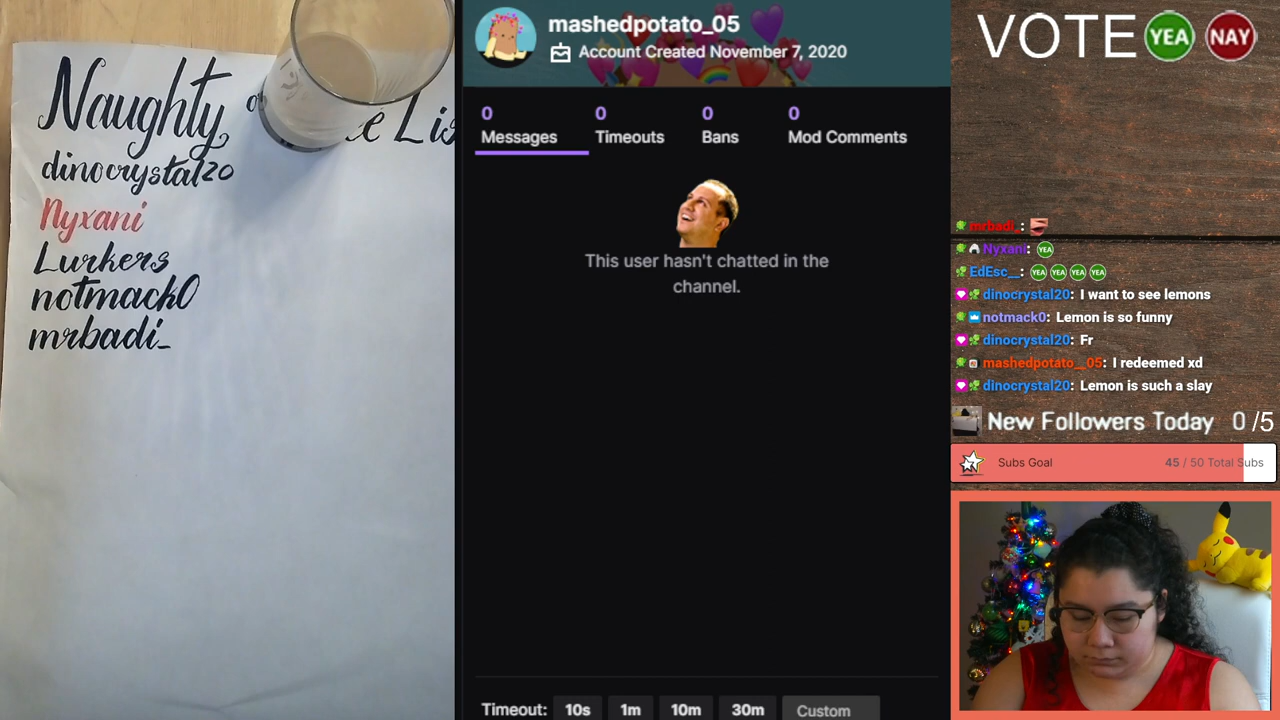 Naughty
dinocrystal20
Nyxani
Lurkers
notmack0
mrbadi_
mashedpotato_05
Account Created November 7, 2020
0 0 0 0
Messages Timeouts Bans Mod Comments
This user hasn't chatted in the
channel.
Timeout: 10s 1m 10m 30m Custom
VOTE YEA NAY
mrbadi_:
Nyxani: YEA
EdEsc__: YEA YEA YEA YEA
dinocrystal20: I want to see lemons
notmack0: Lemon is so funny
dinocrystal20: Fr
mashedpotato__05: I redeemed xd
dinocrystal20: Lemon is such a slay
New Followers Today 0 /5
Subs Goal 45 / 50 Total Subs